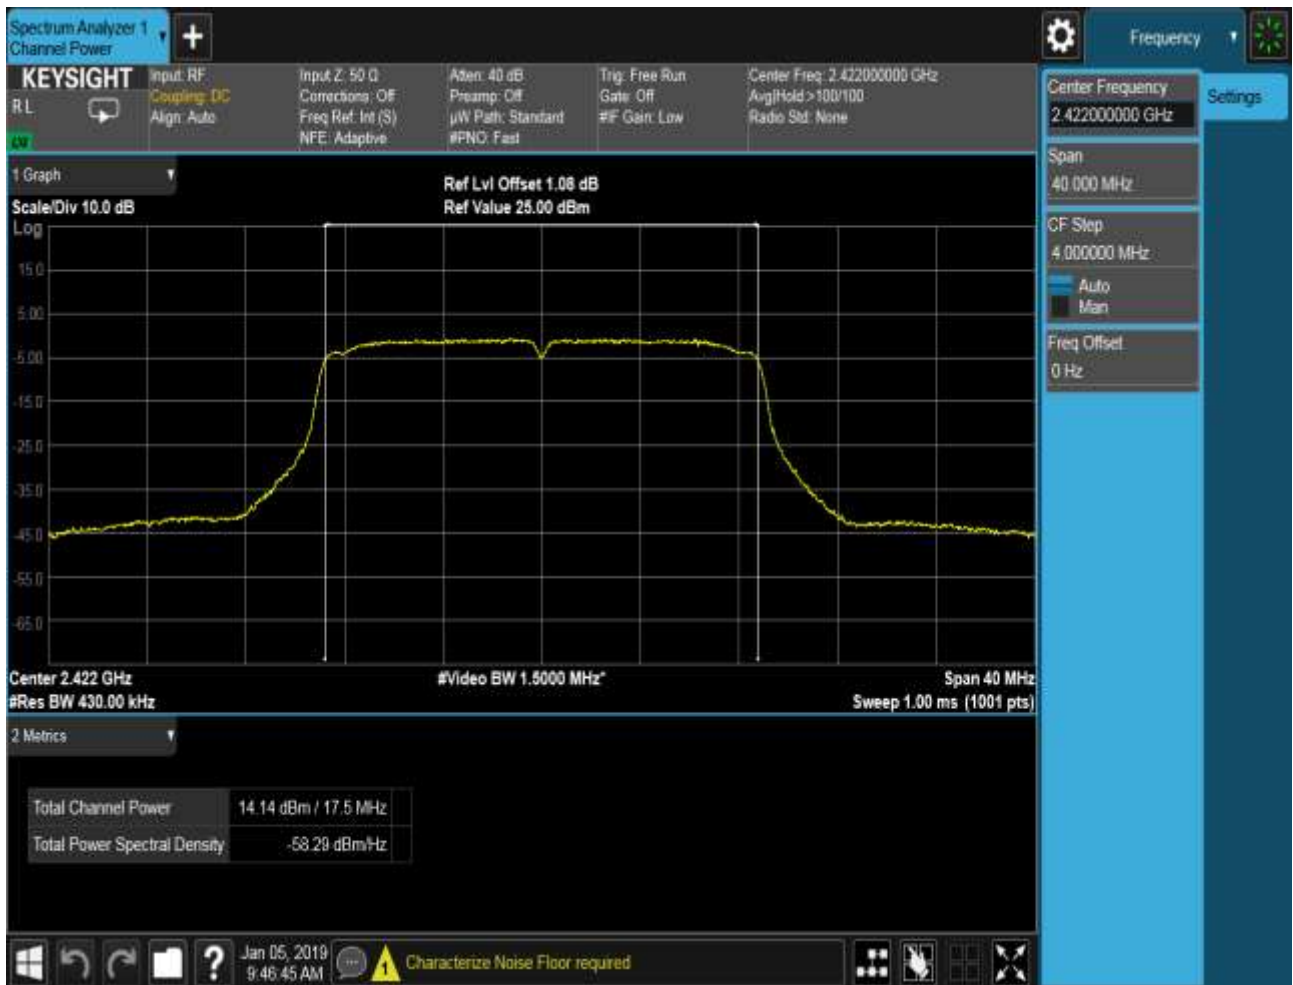 Spectrum Analyzer 1
Channel Power
Frequency
KEYSIGHT
R L
Input: RF
Coupling: DC
Align: Auto
Input Z: 50 Ω
Corrections: Off
Freq Ref: Int (S)
NFE: Adaptive
Atten: 40 dB
Preamp: Off
µW Path: Standard
#PNO: Fast
Trig: Free Run
Gate: Off
#IF Gain: Low
Center Freq: 2.422000000 GHz
Avg|Hold:>100/100
Radio Std: None
Center Frequency
2.422000000 GHz
Settings
Span
40.000 MHz
CF Step
4.000000 MHz
Auto
Man
Freq Offset
0 Hz
1 Graph
Scale/Div 10.0 dB
Ref Lvl Offset 1.08 dB
Ref Value 25.00 dBm
Log
15.0
5.00
-5.00
-15.0
-25.0
-35.0
-45.0
-55.0
-65.0
Center 2.422 GHz
#Video BW 1.5000 MHz*
Span 40 MHz
#Res BW 430.00 kHz
Sweep 1.00 ms (1001 pts)
2 Metrics
Total Channel Power 14.14 dBm / 17.5 MHz
Total Power Spectral Density -58.29 dBm/Hz
Jan 05, 2019
9:46:45 AM
1
Characterize Noise Floor required